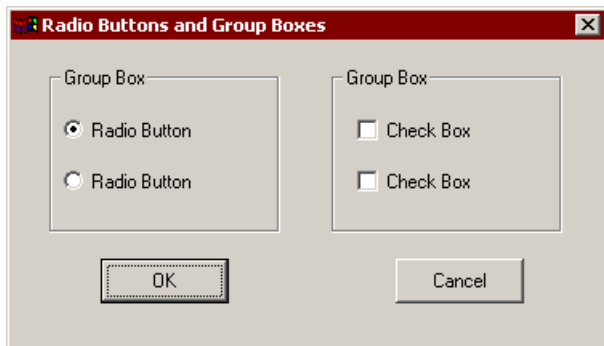 Radio Buttons and Group Boxes
Group Box
Radio Button
Radio Button
Group Box
Check Box
Check Box
OK
Cancel